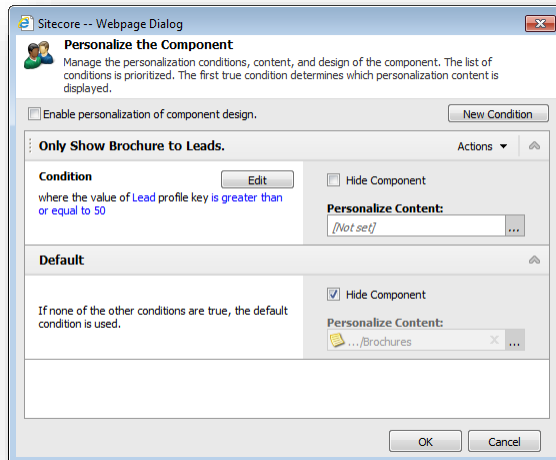 Sitecore -- Webpage Dialog
Personalize the Component
Manage the personalization conditions, content, and design of the component. The list of
conditions is prioritized. The first true condition determines which personalization content is
displayed.
Enable personalization of component design.
New Condition
Only Show Brochure to Leads.
Actions
Condition
Edit
where the value of Lead profile key is greater than
or equal to 50
Hide Component
Personalize Content:
[Not set]
...
Default
If none of the other conditions are true, the default
condition is used.
Hide Component
Personalize Content:
.../Brochures
...
OK
Cancel